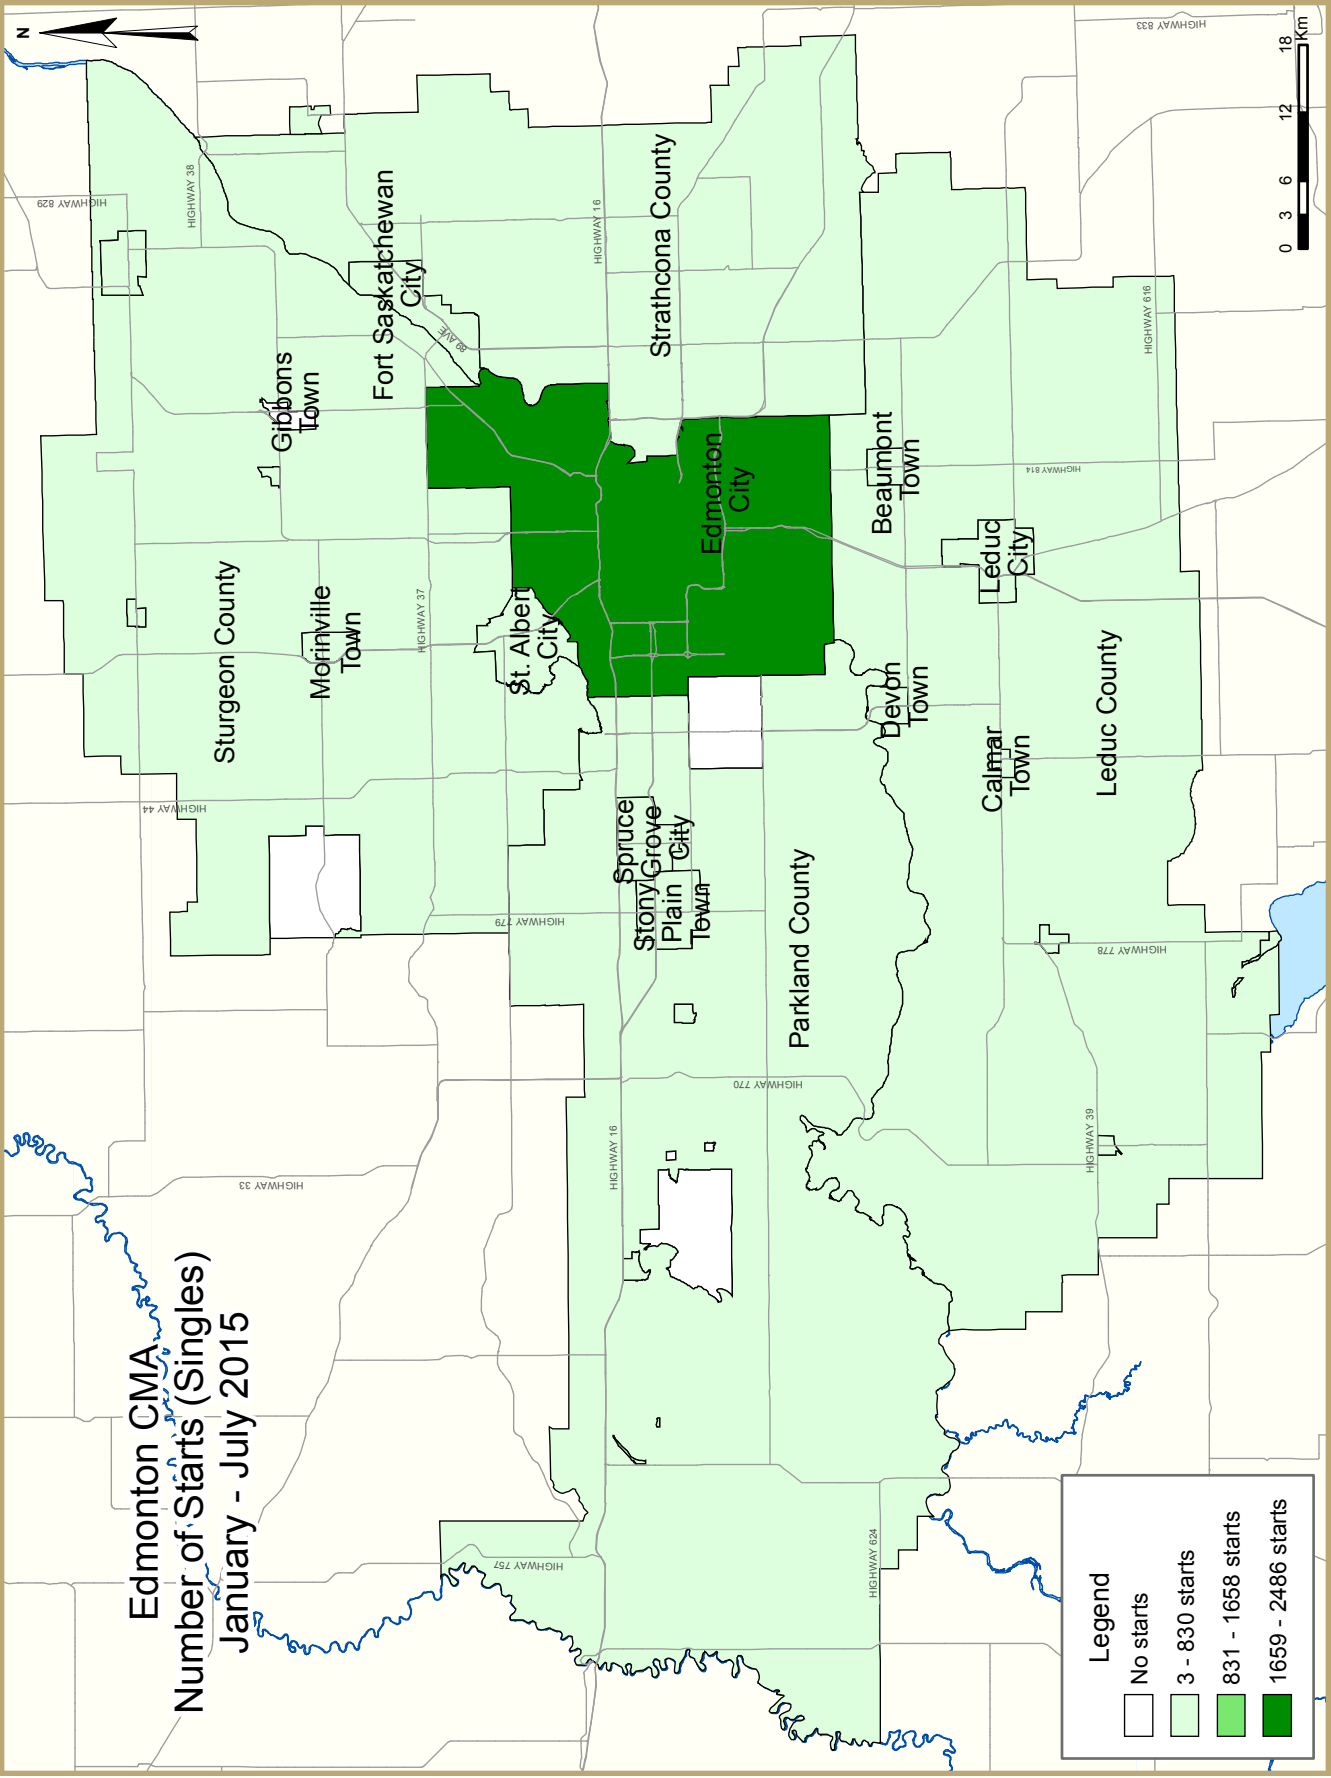 Edmonton CMA
Number of Starts (Singles)
January - July 2015
N
HIGHWAY 829
HIGHWAY 38
HIGHWAY 833
Gibbons
Town
Fort Saskatchewan
City
89 AVE
HIGHWAY 16
Strathcona County
Sturgeon County
Morinville
Town
HIGHWAY 37
St. Albert
City
HIGHWAY 44
Edmonton
City
Beaumont
Town
HIGHWAY 814
HIGHWAY 616
Leduc
City
Devon
Town
Calmar
Town
Leduc County
Spruce
Grove
City
Stony
Plain
Town
HIGHWAY 779
Parkland County
HIGHWAY 778
HIGHWAY 770
HIGHWAY 39
HIGHWAY 16
HIGHWAY 33
HIGHWAY 757
HIGHWAY 624
0 3 6 12 18
Km
Legend
No starts
3 - 830 starts
831 - 1658 starts
1659 - 2486 starts